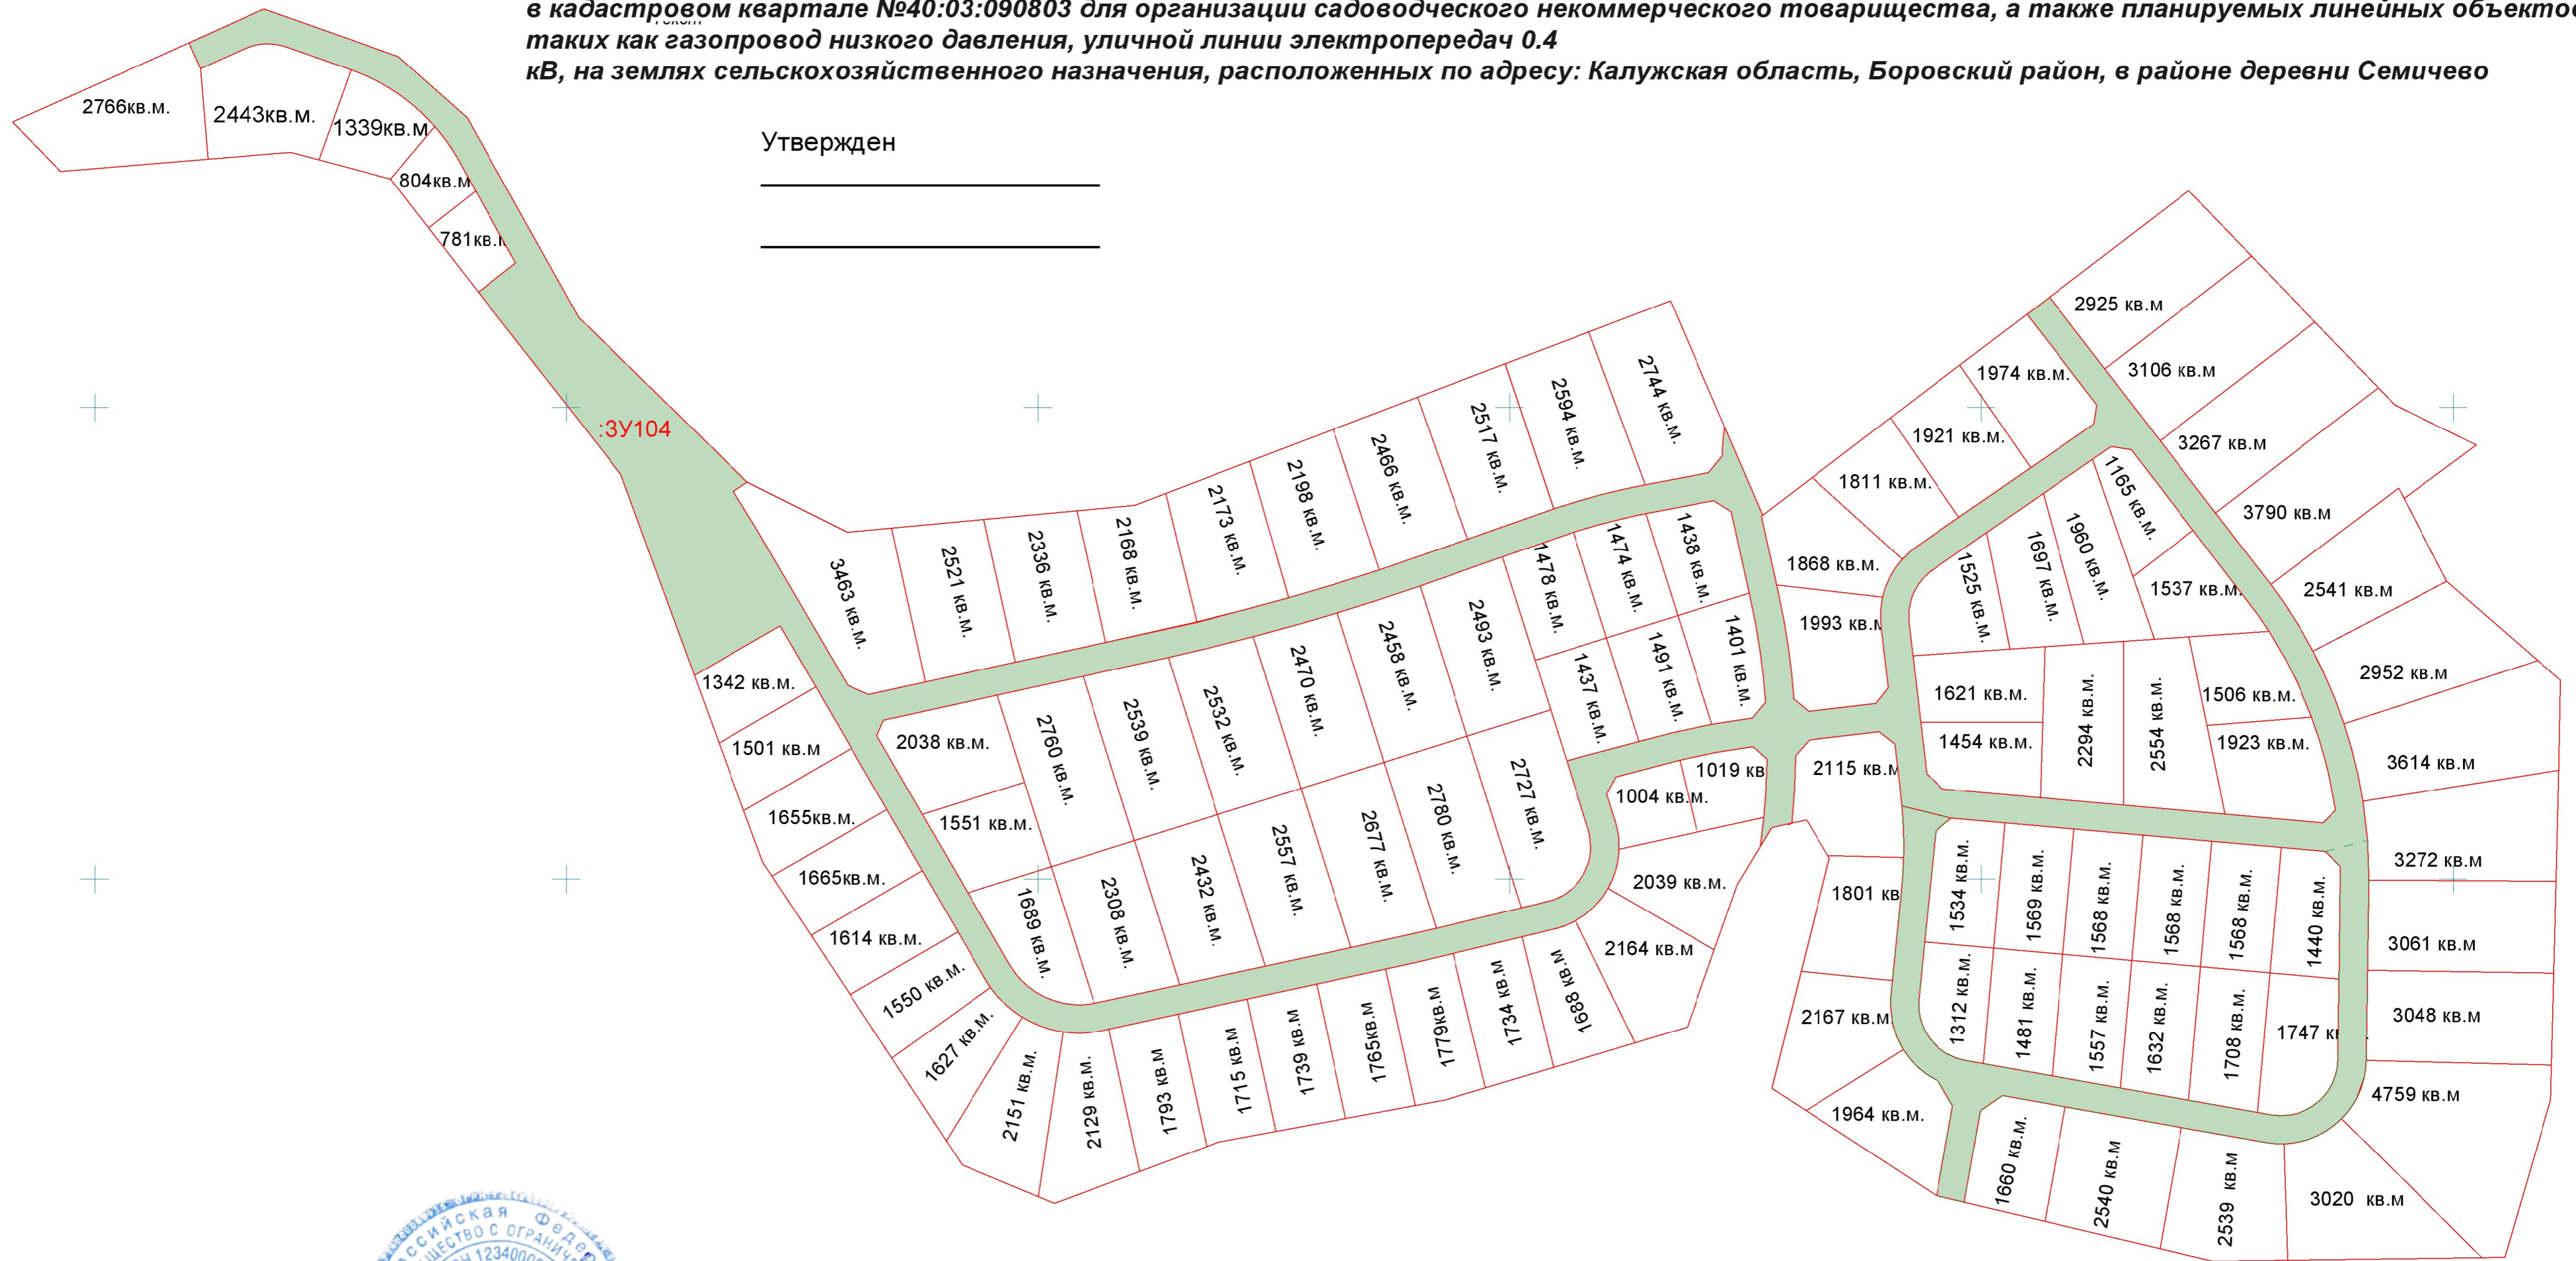 в кадастровом квартале №40:03:090803 для организации садоводческого некоммерческого товарищества, а также планируемых линейных объектов
таких как газопровод низкого давления, уличной линии электропередач 0.4
кВ, на землях сельскохозяйственного назначения, расположенных по адресу: Калужская область, Боровский район, в районе деревни Семичево
Утвержден
2766кв.м.
2443кв.м.
1339кв.м
804кв.м
781кв.м
:ЗУ104
3463 кв.м.
2521 кв.м.
2336 кв.м.
2168 кв.м.
2173 кв.м.
2198 кв.м.
2466 кв.м.
2517 кв.м.
2594 кв.м.
2744 кв.м.
1478 кв.м.
1474 кв.м.
1438 кв.м.
1437 кв.м.
1491 кв.м.
1401 кв.м.
2038 кв.м.
2760 кв.м.
2539 кв.м.
2532 кв.м.
2470 кв.м.
2458 кв.м.
2493 кв.м.
1551 кв.м.
1689 кв.м.
2308 кв.м.
2432 кв.м.
2557 кв.м.
2677 кв.м.
2780 кв.м.
2727 кв.м.
1342 кв.м.
1501 кв.м
1655кв.м.
1665кв.м.
1614 кв.м.
1550 кв.м.
1627 кв.м.
2151 кв.м.
2129 кв.м.
1793 кв.м
1715 кв.м
1739 кв.м
1765кв.м
1779кв.м
1734 кв.м
1688 кв.м
2164 кв.м
2039 кв.м.
1004 кв.м.
1019 кв
2115 кв.м
1868 кв.м.
1993 кв.м
1811 кв.м.
1921 кв.м.
1974 кв.м.
2925 кв.м
3106 кв.м
3267 кв.м
3790 кв.м
2541 кв.м
2952 кв.м
3614 кв.м
3272 кв.м
3061 кв.м
3048 кв.м
4759 кв.м
3020 кв.м
1165 кв.м.
1960 кв.м.
1697 кв.м.
1525 кв.м.
1537 кв.м.
1621 кв.м.
1454 кв.м.
2294 кв.м.
2554 кв.м.
1506 кв.м.
1923 кв.м.
1801 кв
2167 кв.м.
1964 кв.м.
1534 кв.м.
1569 кв.м.
1568 кв.м.
1568 кв.м.
1568 кв.м.
1440 кв.м.
1312 кв.м.
1481 кв.м.
1557 кв.м.
1632 кв.м.
1708 кв.м.
1747 к
1660 кв.м.
2540 кв.м
2539 кв.м